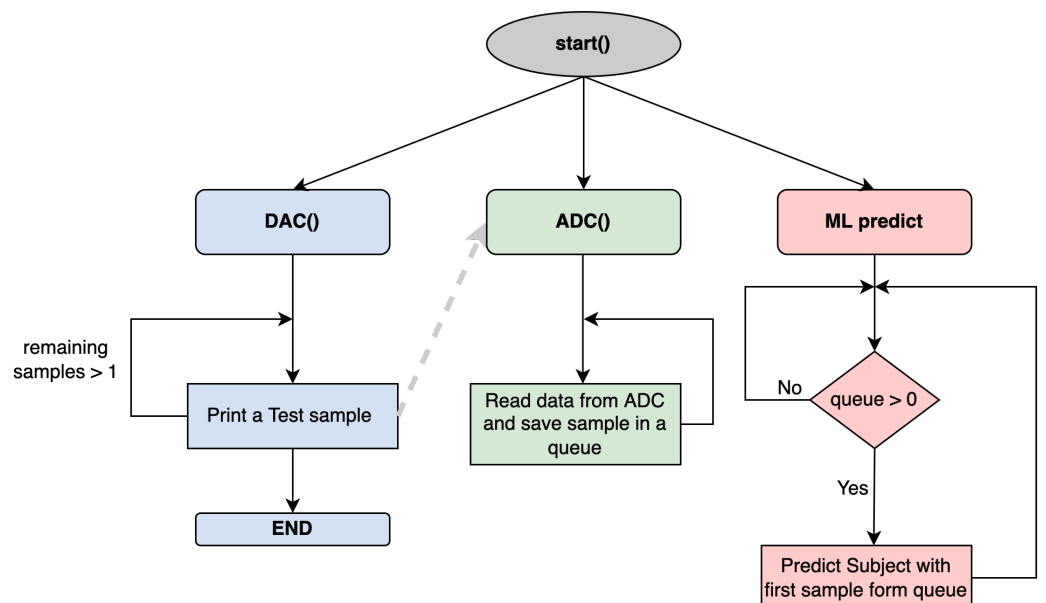 start()
DAC()
ADC()
ML predict
remaining
samples > 1
Print a Test sample
Read data from ADC
and save sample in a
queue
No
queue > 0
Yes
END
Predict Subject with
first sample form queue